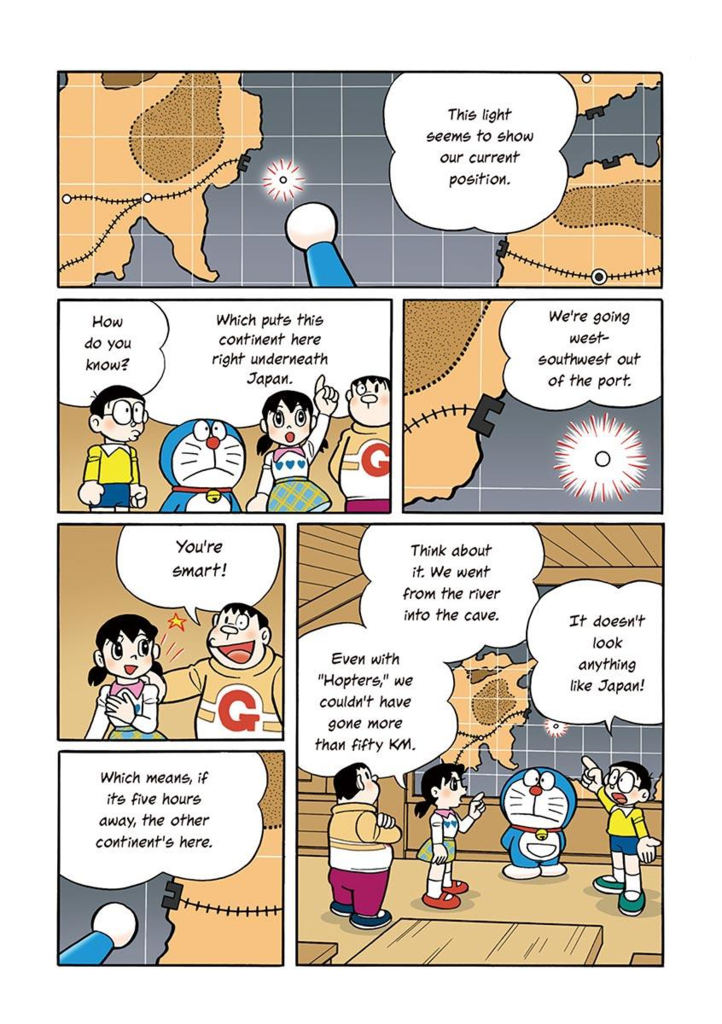 This light
seems to show
our current
position.
We're going
west-
southwest out
of the port.
Which puts this
continent here
right underneath
Japan.
How
do you
know?
G
It doesn't
look
anything
like Japan!
Think about
it. We went
from the river
into the cave.
Even with
"Hopters," we
couldn't have
gone more
than fifty KM.
You're
smart!
G
Which means, if
its five hours
away, the other
continent's here.